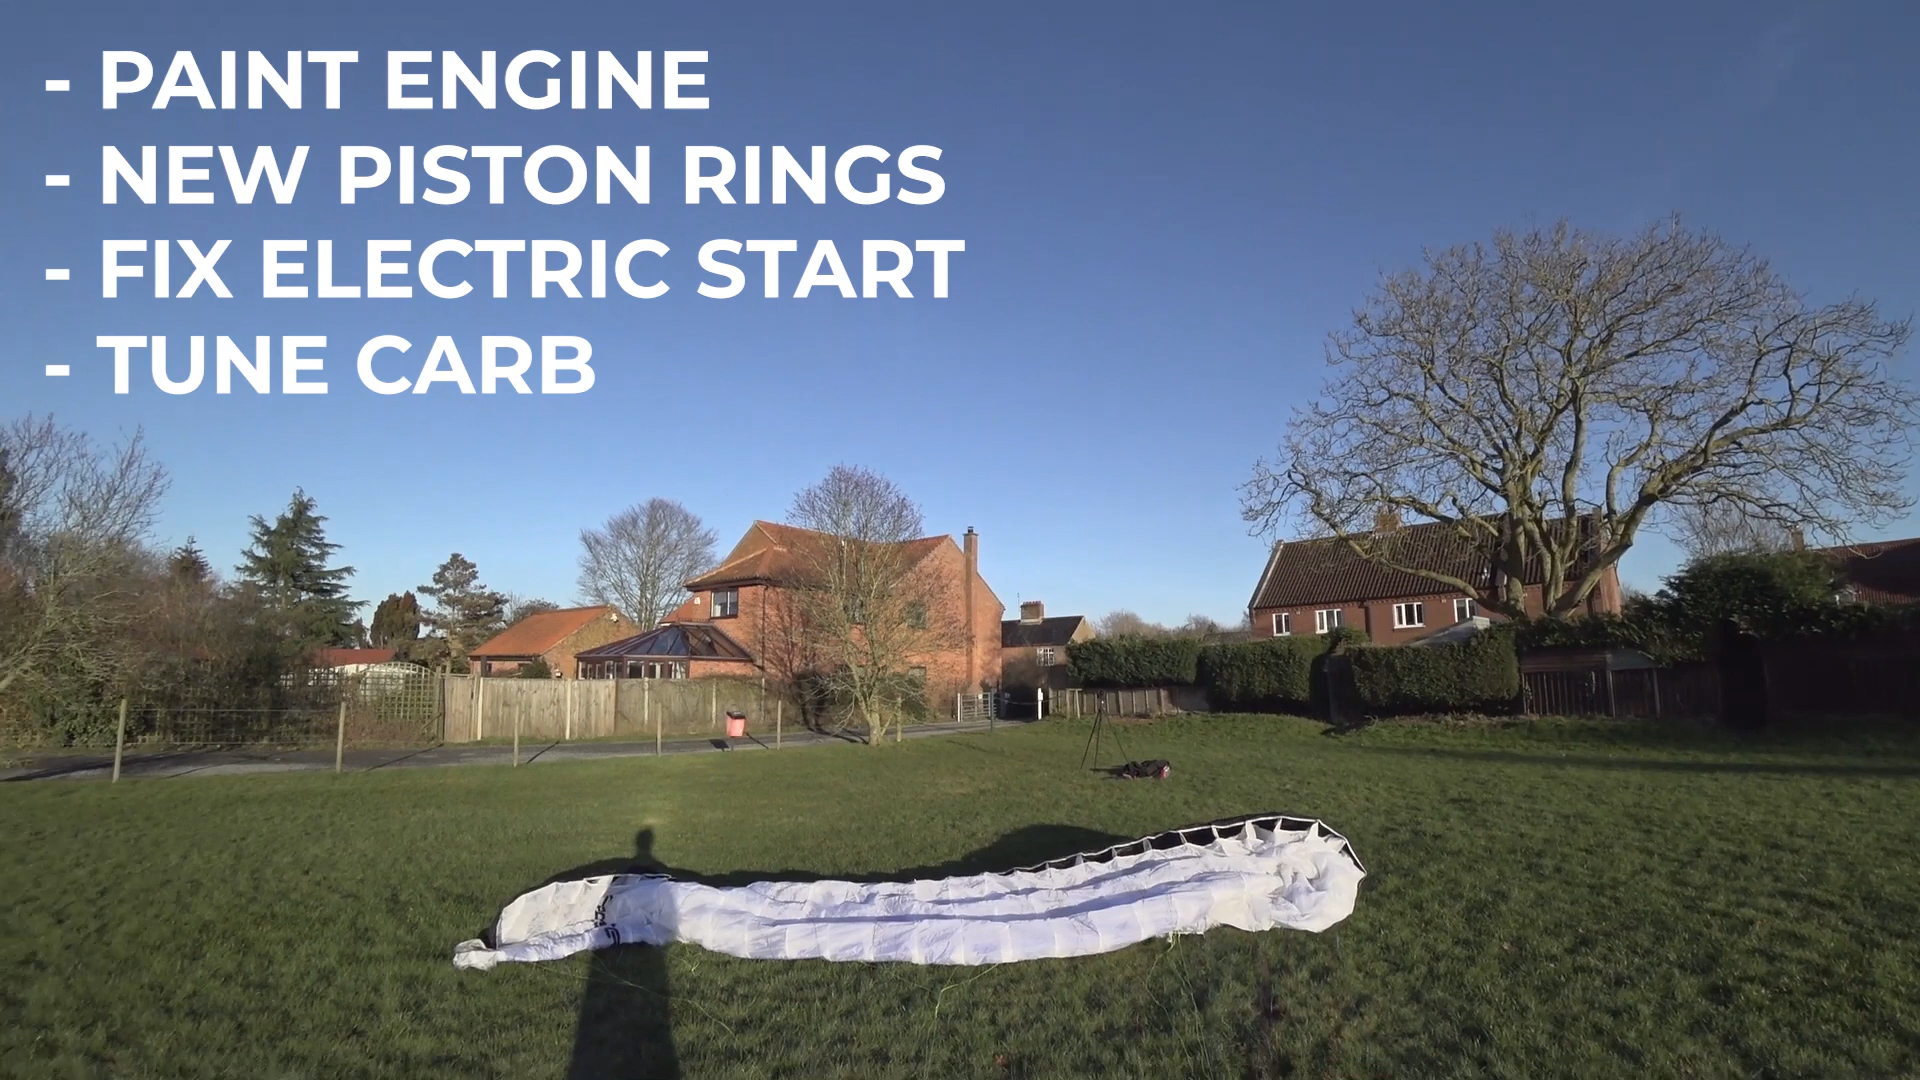 - PAINT ENGINE
- NEW PISTON RINGS
- FIX ELECTRIC START
- TUNE CARB